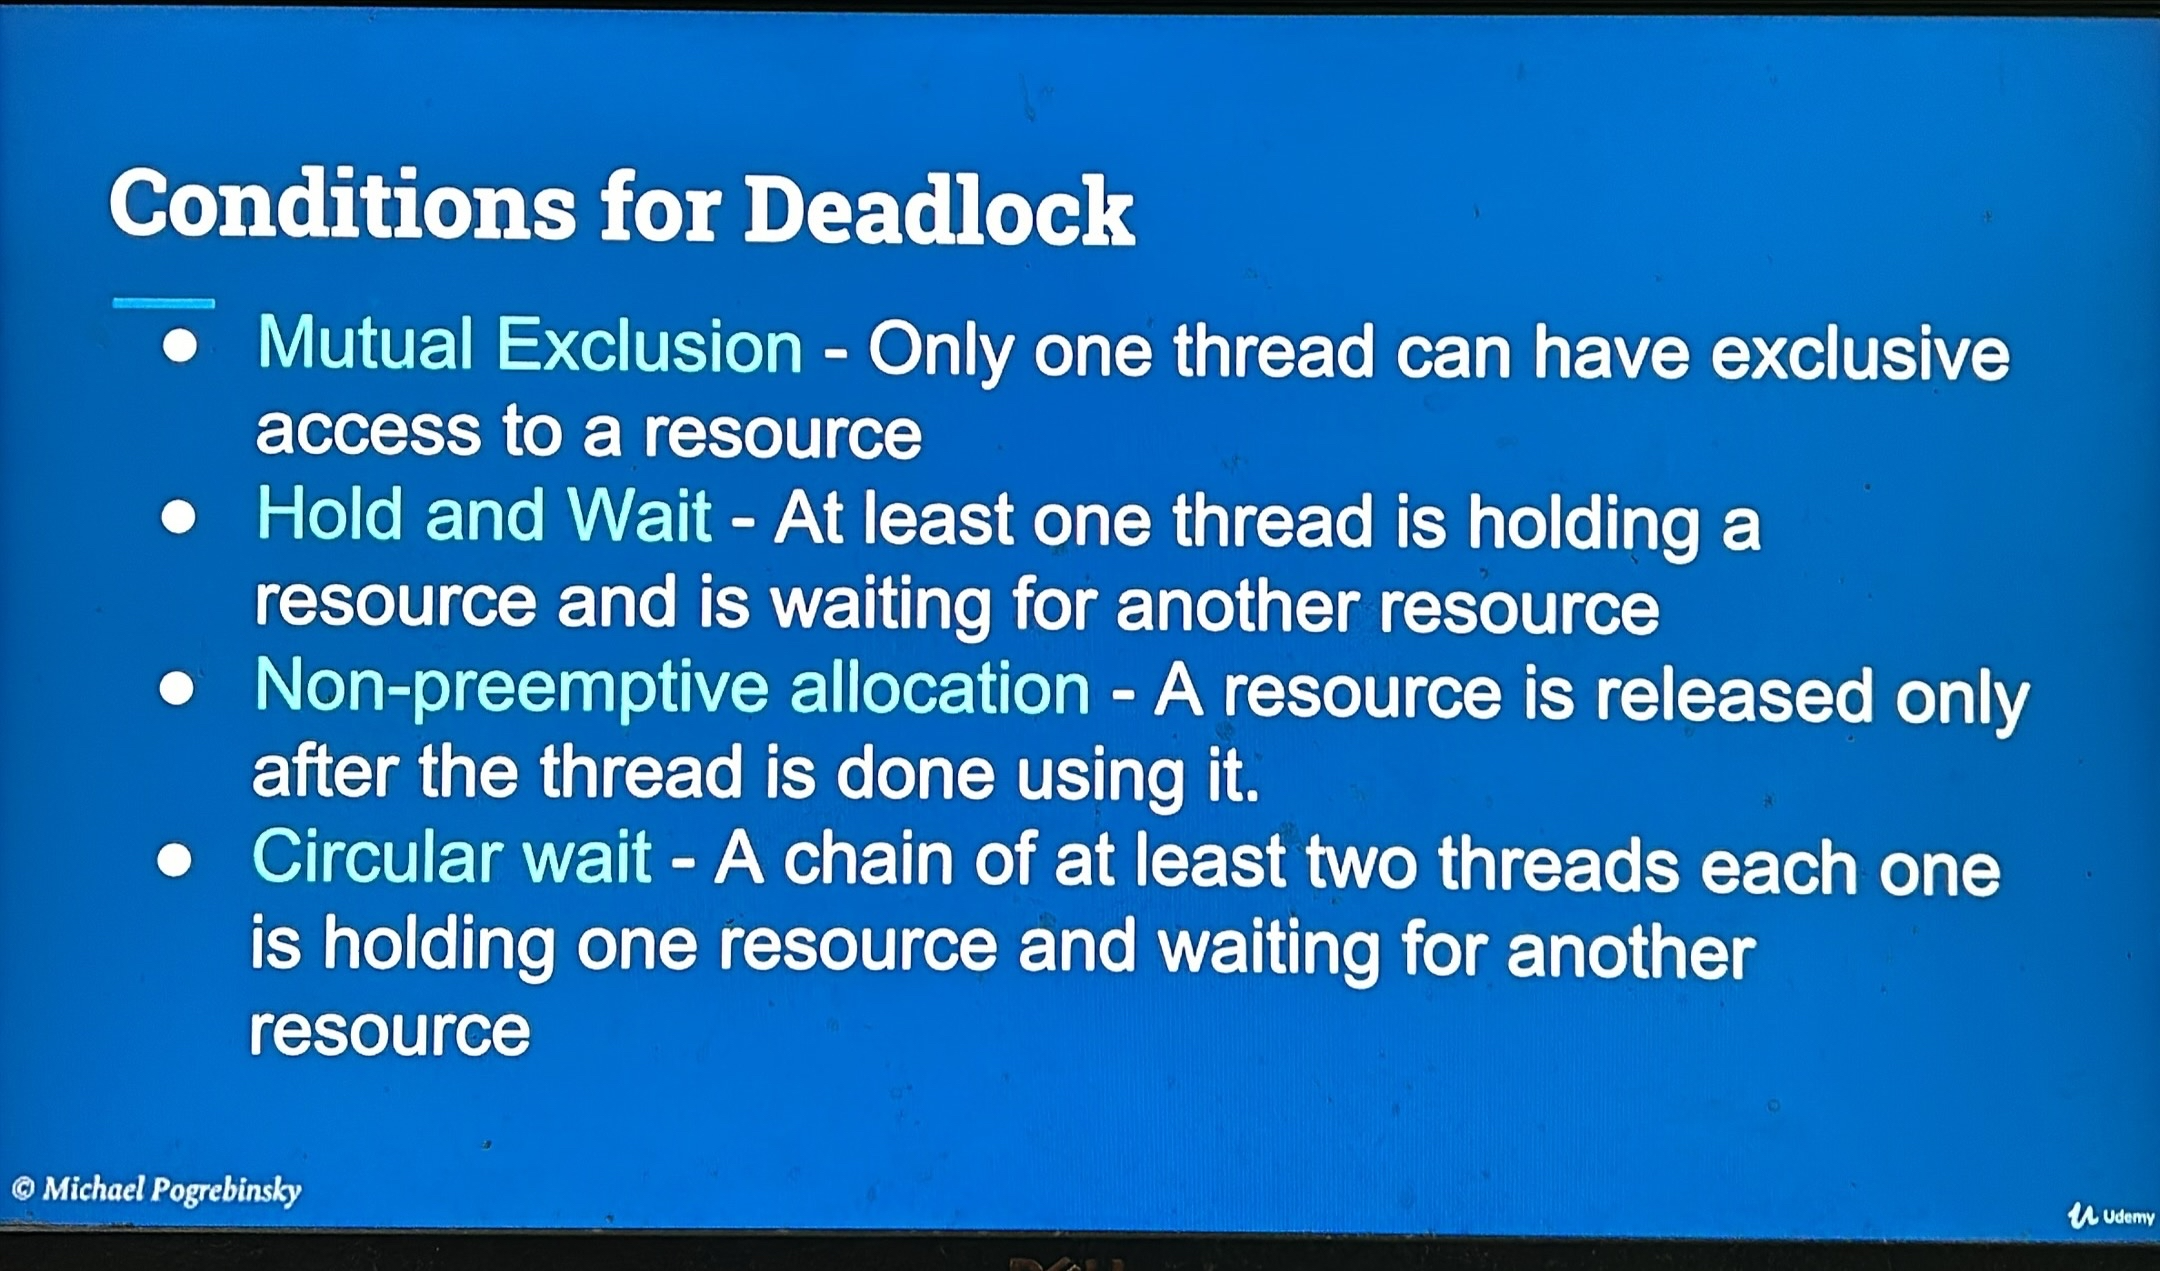 Conditions for Deadlock
● Mutual Exclusion - Only one thread can have exclusive
access to a resource
● Hold and Wait - At least one thread is holding a
resource and is waiting for another resource
● Non-preemptive allocation - A resource is released only
after the thread is done using it.
● Circular wait - A chain of at least two threads each one
is holding one resource and waiting for another
resource
© Michael Pogrebinsky
Udemy